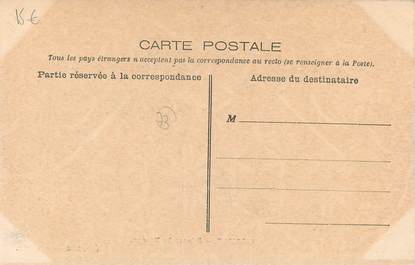 15€
CARTE POSTALE
Tous les pays étrangers n'acceptent pas la correspondance au recto (se renseigner à la Poste).
Partie réservée à la correspondance
Adresse du destinataire
M